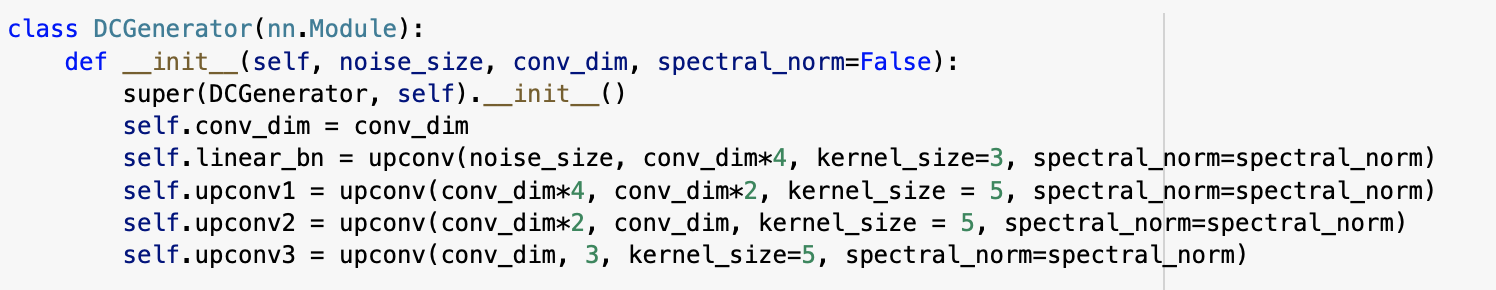 class DCGenerator(nn.Module):
    def __init__(self, noise_size, conv_dim, spectral_norm=False):
        super(DCGenerator, self).__init__()
        self.conv_dim = conv_dim
        self.linear_bn = upconv(noise_size, conv_dim*4, kernel_size=3, spectral_norm=spectral_norm)
        self.upconv1 = upconv(conv_dim*4, conv_dim*2, kernel_size = 5, spectral_norm=spectral_norm)
        self.upconv2 = upconv(conv_dim*2, conv_dim, kernel_size = 5, spectral_norm=spectral_norm)
        self.upconv3 = upconv(conv_dim, 3, kernel_size=5, spectral_norm=spectral_norm)